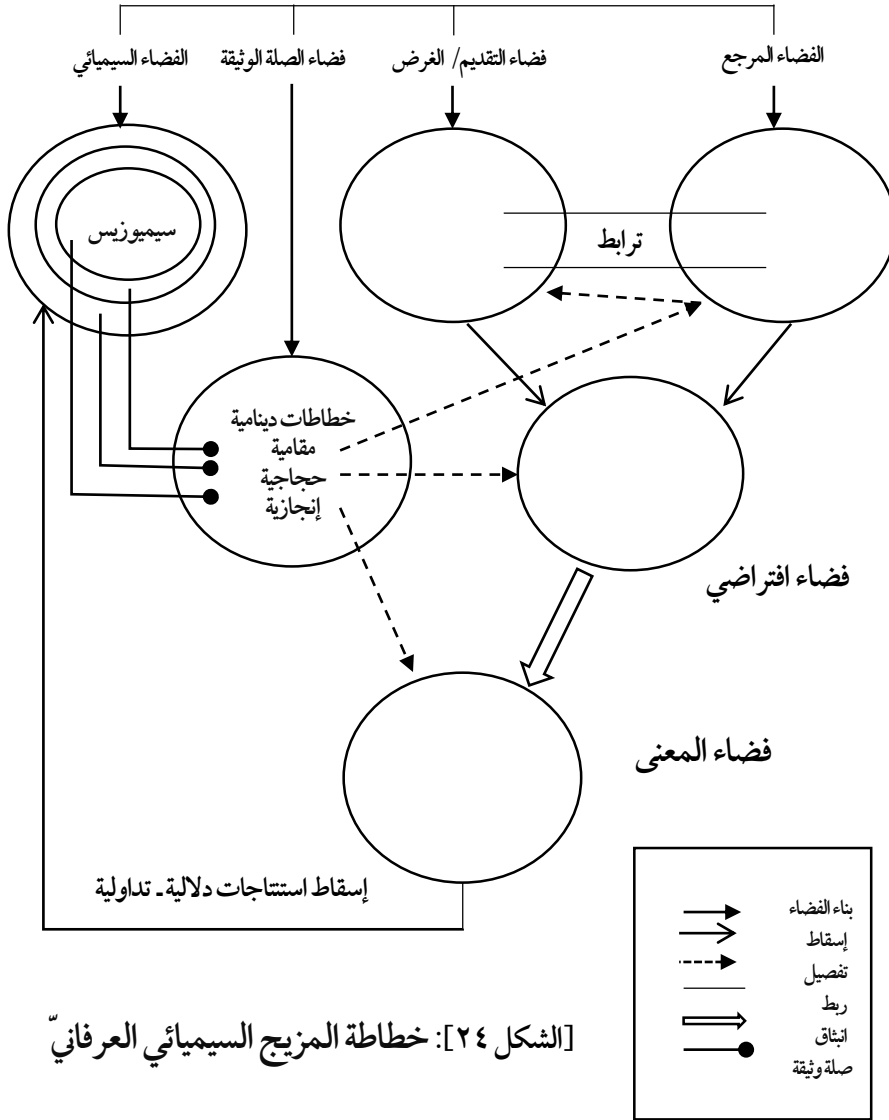 الفضاء المرجع
فضاء التقديم/ الغرض
فضاء الصلة الوثيقة
الفضاء السيميائي
سيميوزيس
ترابط
خطاطات دينامية
مقامية
حجاجية
إنجازية
فضاء افتراضي
فضاء المعنى
إسقاط استنتاجات دلالية ـ تداولية
بناء الفضاء
إسقاط
تفصيل
ربط
انبثاق
صلة وثيقة
[الشكل ٢٤]: خطاطة المزيج السيميائي العرفانيّ